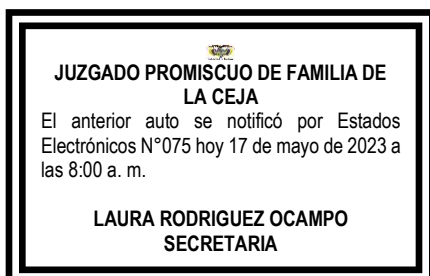 JUZGADO PROMISCUO DE FAMILIA DE
LA CEJA
El anterior auto se notificó por Estados
Electrónicos N°075 hoy 17 de mayo de 2023 a
las 8:00 a. m.
LAURA RODRIGUEZ OCAMPO
SECRETARIA